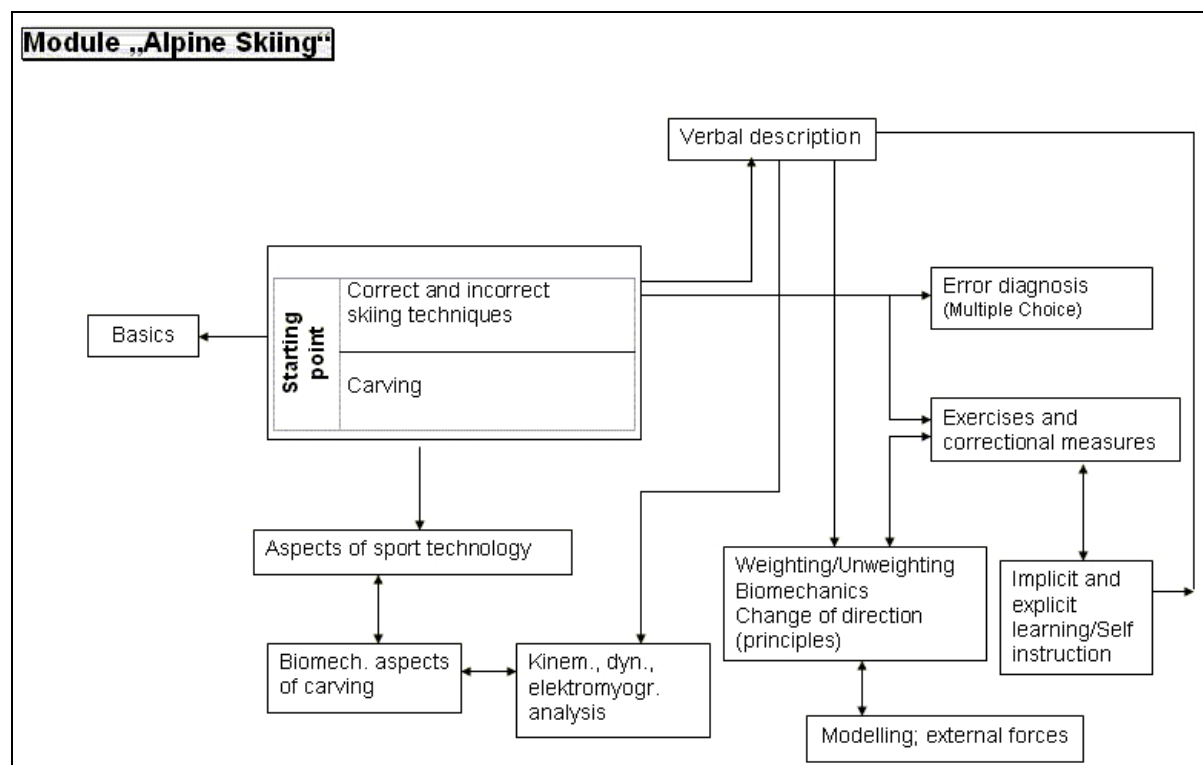 Module „Alpine Skiing“
Verbal description
Correct and incorrect
skiing techniques
Starting
point
Carving
Basics
Error diagnosis
(Multiple Choice)
Exercises and
correctional measures
Aspects of sport technology
Weighting/Unweighting
Biomechanics
Change of direction
(principles)
Implicit and
explicit
learning/Self
instruction
Biomech. aspects
of carving
Kinem., dyn.,
elektromyogr.
analysis
Modelling; external forces